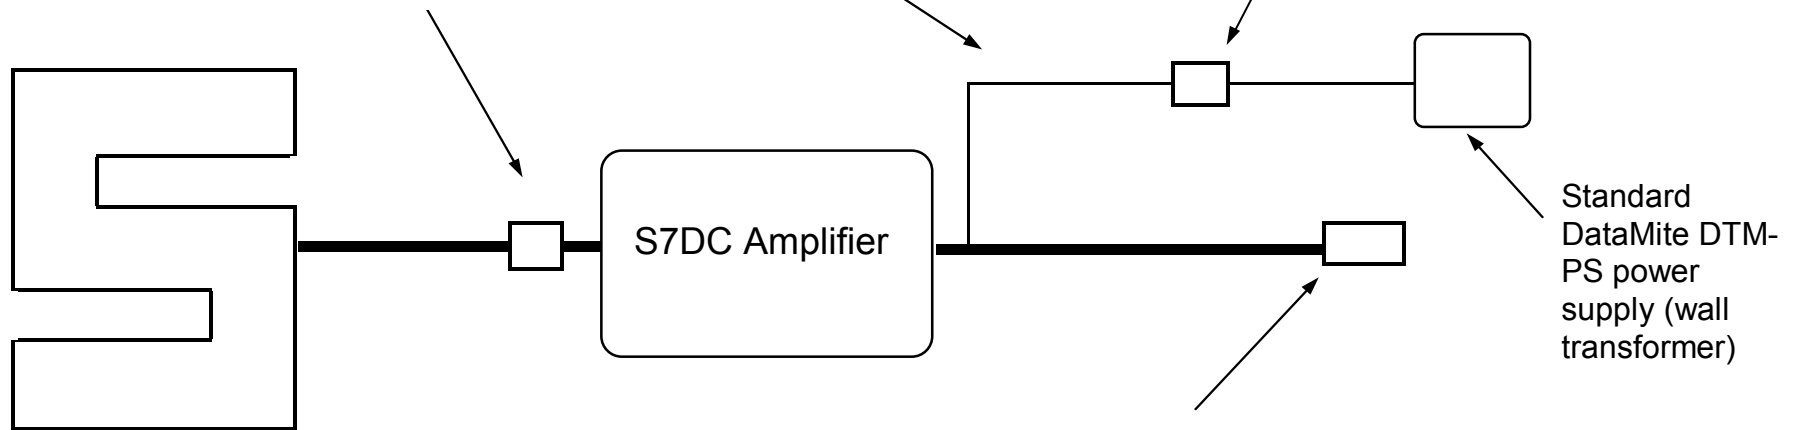 S7DC Amplifier
Standard
DataMite DTM-
PS power
supply (wall
transformer)